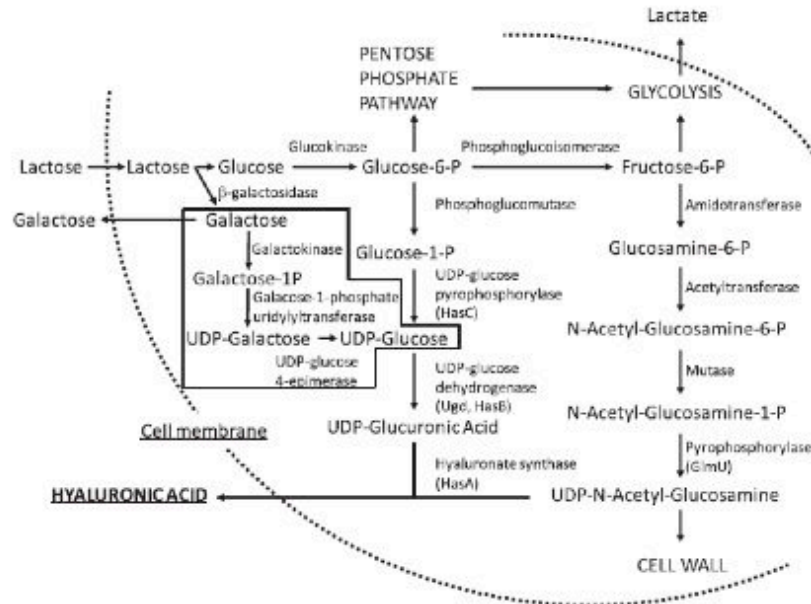 Lactate
PENTOSE
PHOSPHATE
PATHWAY
GLYCOLYSIS
Glucokinase
Phosphoglucoisomerase
Lactose
Lactose
Glucose
Glucose-6-P
Fructose-6-P
β-galactosidase
Phosphoglucomutase
Amidotransferase
Galactose
Galactose
Galactokinase
Glucose-1-P
Glucosamine-6-P
Galactose-1P
UDP-glucose
pyrophosphorylase
(HasC)
Acetyltransferase
Galacose-1-phosphate
uridylyltransferase
N-Acetyl-Glucosamine-6-P
UDP-Galactose
UDP-Glucose
UDP-glucose
4-epimerase
UDP-glucose
dehydrogenase
(Ugd, HasB)
Mutase
Cell membrane
UDP-Glucuronic Acid
N-Acetyl-Glucosamine-1-P
Hyaluronate synthase
(HasA)
Pyrophosphorylase
(GlmU)
HYALURONIC ACID
UDP-N-Acetyl-Glucosamine
CELL WALL